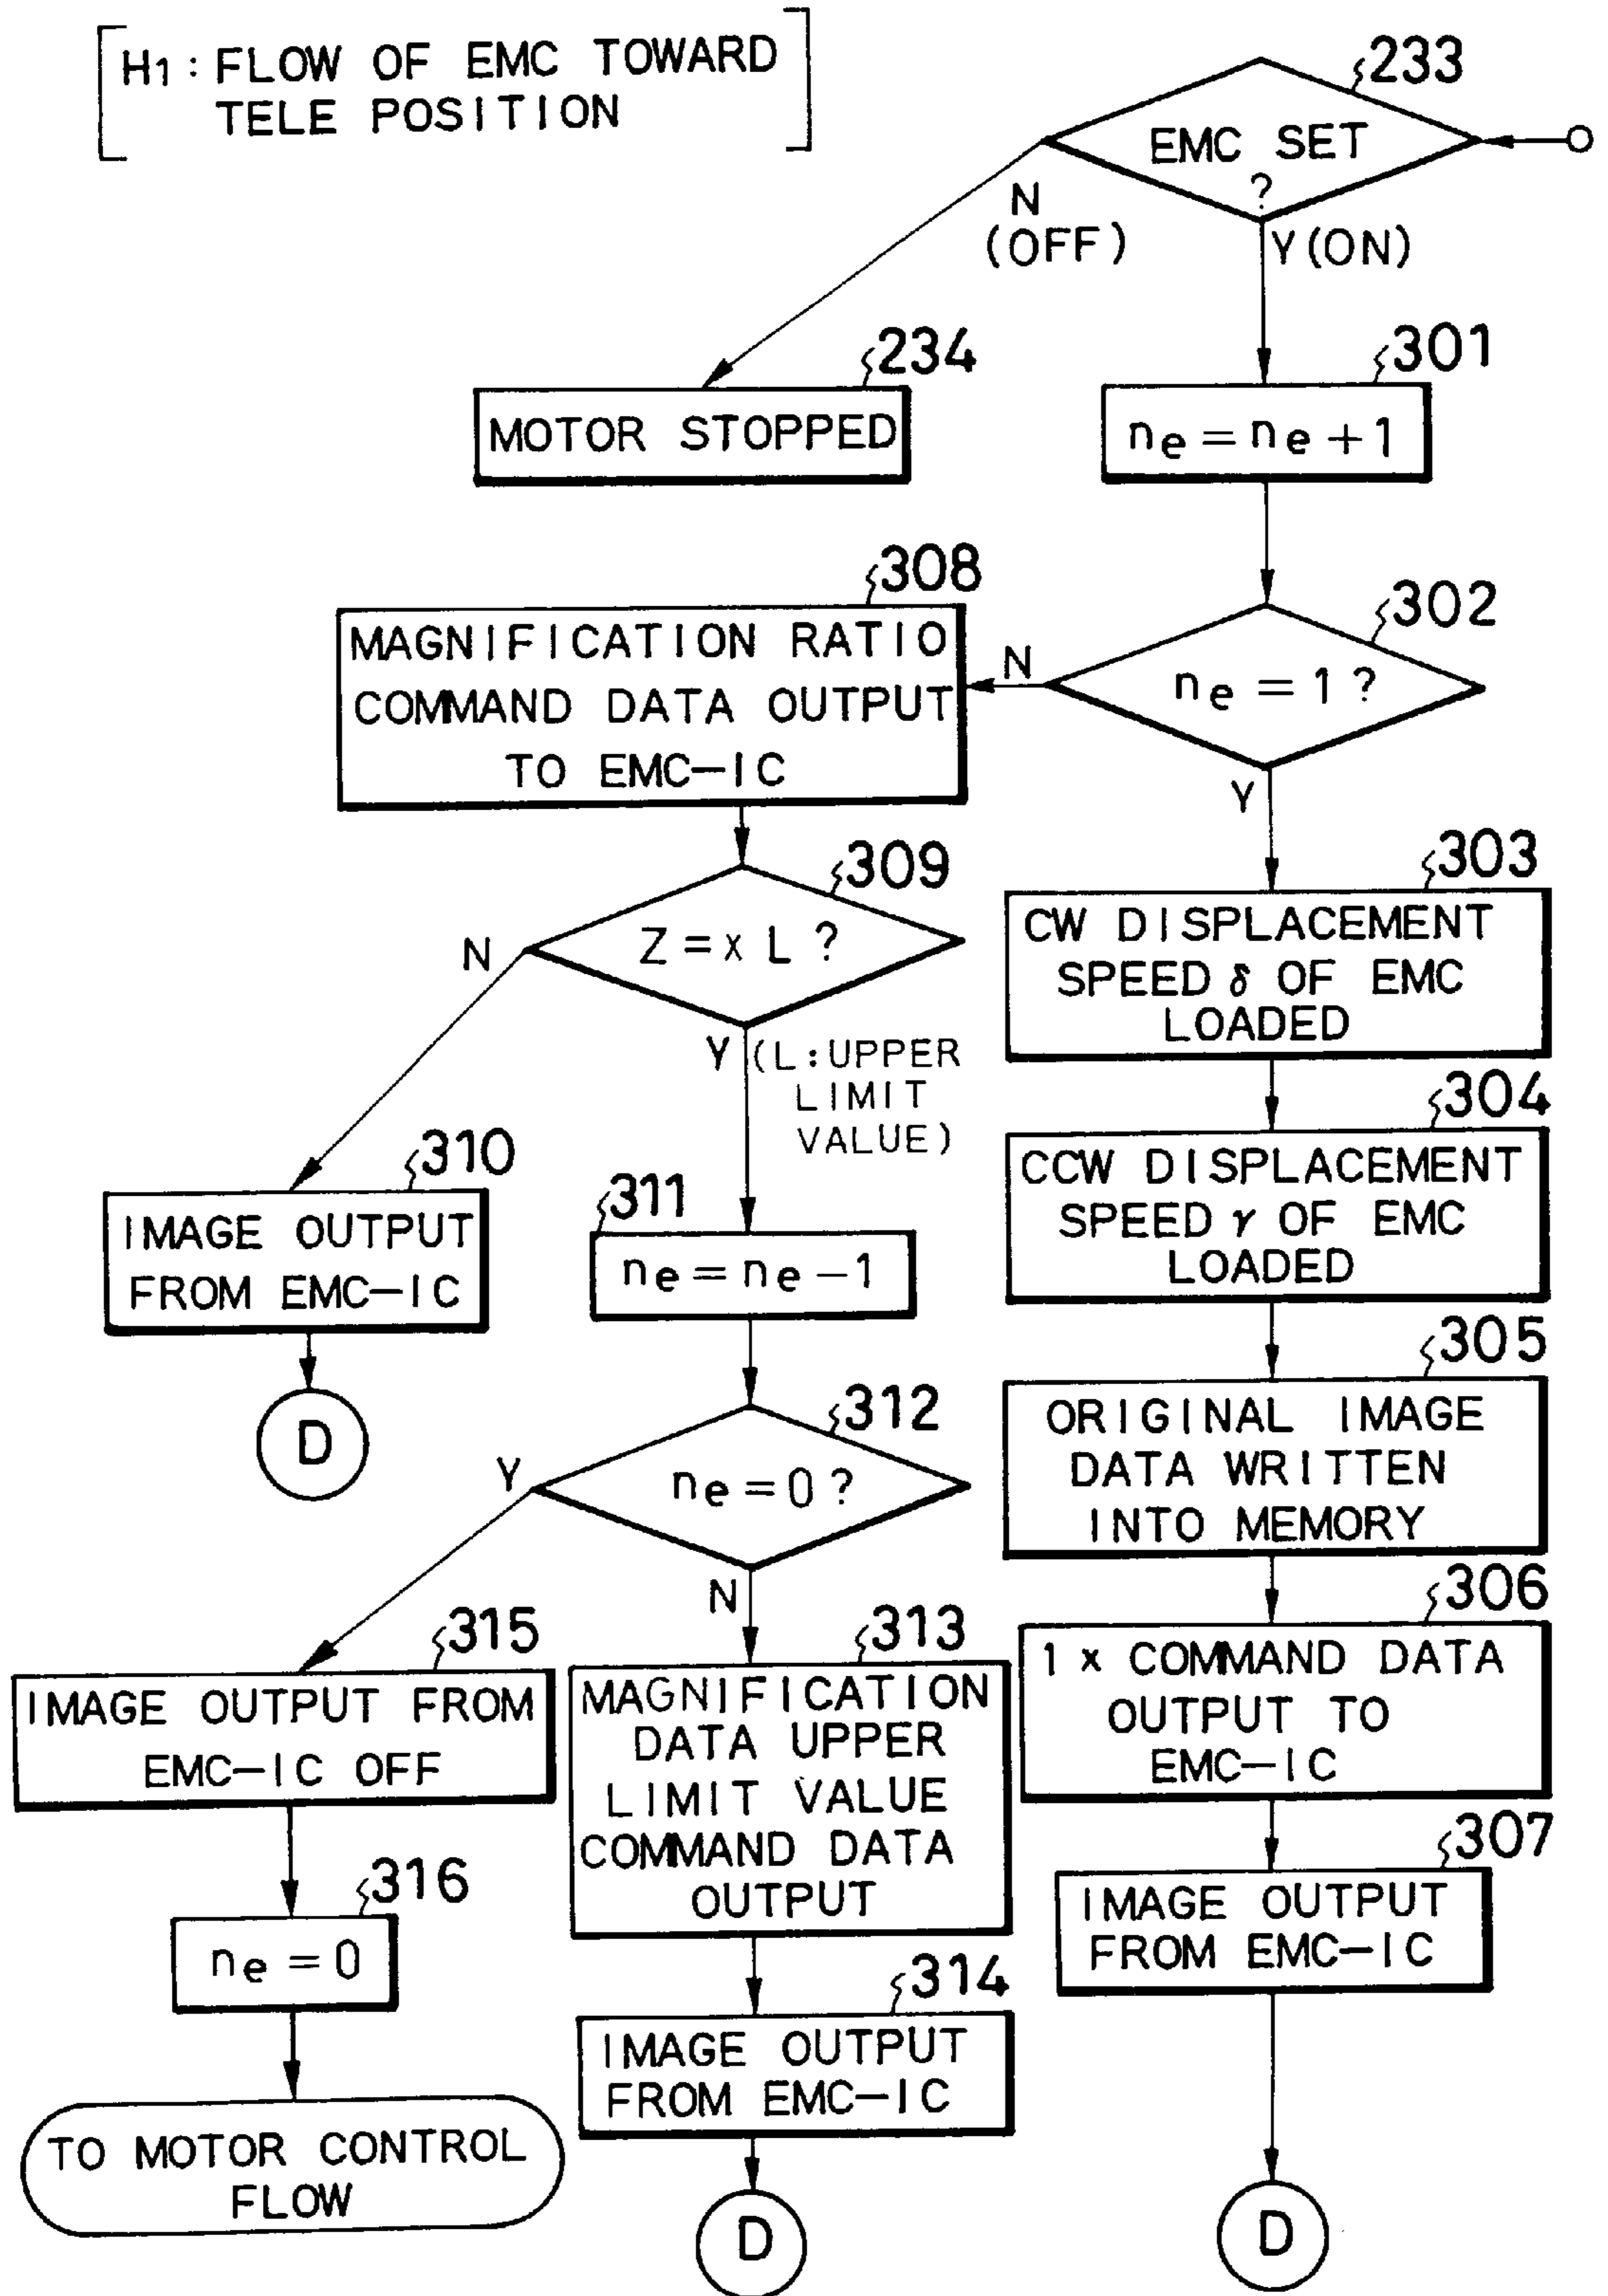 H1 : FLOW OF EMC TOWARD
TELE POSITION
233
EMC SET
?
N
(OFF)
Y (ON)
234
MOTOR STOPPED
301
ne = ne + 1
302
ne = 1 ?
N
Y
308
MAGNIFICATION RATIO
COMMAND DATA OUTPUT
TO EMC-IC
309
Z = x L ?
N
Y (L : UPPER
LIMIT
VALUE)
303
CW DISPLACEMENT
SPEED δ OF EMC
LOADED
304
CCW DISPLACEMENT
SPEED γ OF EMC
LOADED
310
IMAGE OUTPUT
FROM EMC-IC
D
311
ne = ne - 1
305
ORIGINAL IMAGE
DATA WRITTEN
INTO MEMORY
312
ne = 0 ?
Y
N
306
1 x COMMAND DATA
OUTPUT TO
EMC-IC
315
IMAGE OUTPUT FROM
EMC-IC OFF
313
MAGNIFICATION
DATA UPPER
LIMIT VALUE
COMMAND DATA
OUTPUT
307
IMAGE OUTPUT
FROM EMC-IC
316
ne = 0
314
IMAGE OUTPUT
FROM EMC-IC
TO MOTOR CONTROL
FLOW
D
D